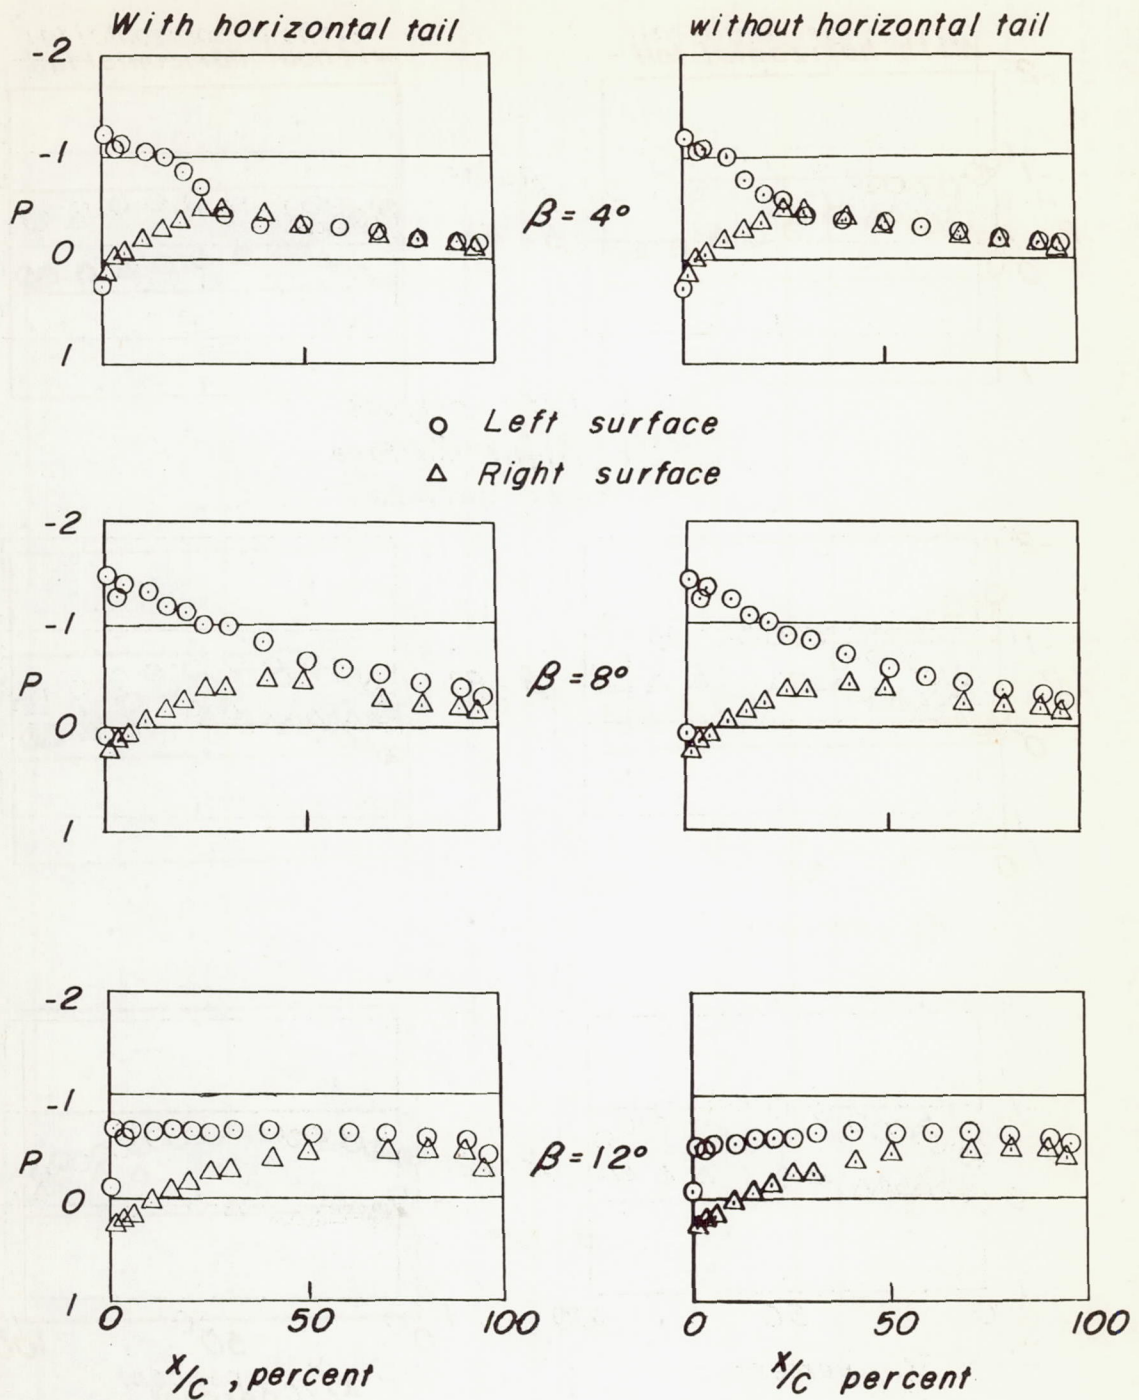 With horizontal tail
without horizontal tail
-2
-1
P
0
1
β = 4°
Left surface
Right surface
-2
-1
P
0
1
β = 8°
-2
-1
P
0
1
β = 12°
0 50 100
0 50 100
x/c, percent
x/c percent